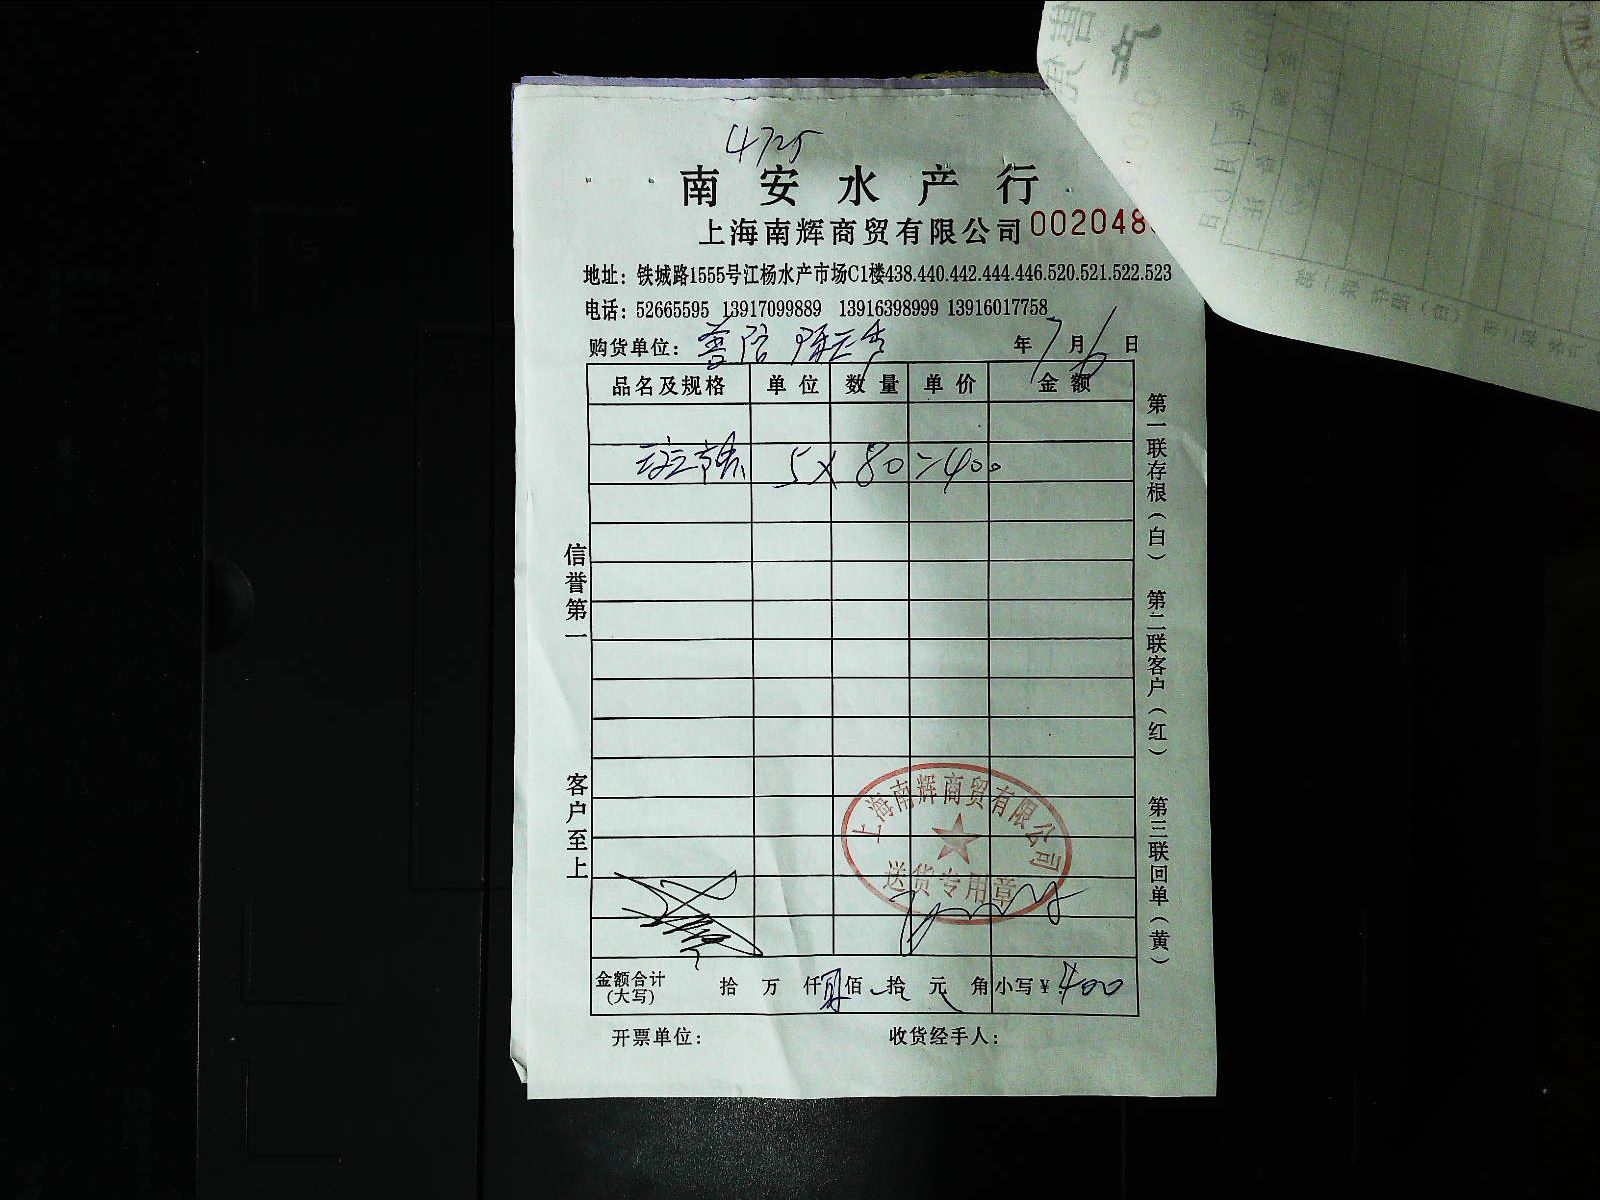 4725
南安水产行
上海南辉商贸有限公司 002048
地址：铁城路1555号江杨水产市场C1楼438.440.442.444.446.520.521.522.523
电话：52665595 13917099889 13916398999 13916017758
购货单位： 年7月6日
品名及规格 单位 数量 单价 金额
5 X 80 = 400
信誉第一
客户至上
第一联存根（白） 第二联客户（红） 第三联回单（黄）
上海南辉商贸有限公司
送货专用章
金额合计（大写） 拾 万 仟 肆 佰 拾 元 角 小写￥：400
开票单位： 收货经手人：